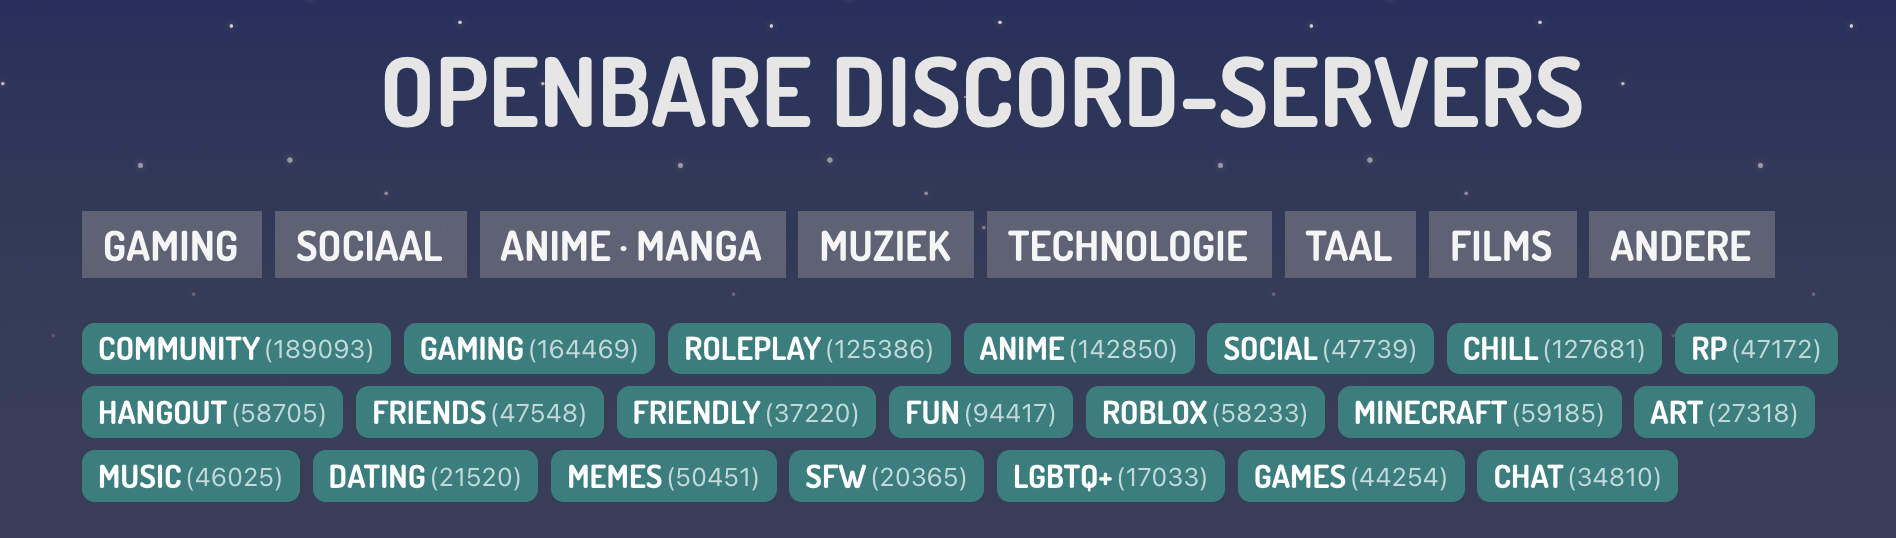 OPENBARE DISCORD-SERVERS
GAMING SOCIAAL ANIME · MANGA MUZIEK TECHNOLOGIE TAAL FILMS ANDERE
COMMUNITY (189093) GAMING (164469) ROLEPLAY (125386) ANIME (142850) SOCIAL (47739) CHILL (127681) RP (47172)
HANGOUT (58705) FRIENDS (47548) FRIENDLY (37220) FUN (94417) ROBLOX (58233) MINECRAFT (59185) ART (27318)
MUSIC (46025) DATING (21520) MEMES (50451) SFW (20365) LGBTQ+ (17033) GAMES (44254) CHAT (34810)